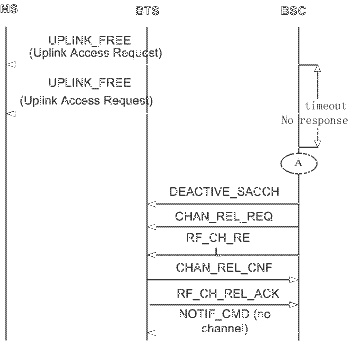 MS BTS BSC
UPLINK_FREE
(Uplink Access Request)
UPLINK_FREE
(Uplink Access Request)
timeout
No response
A
DEACTIVE_SACCH
CHAN_REL_REQ
RF_CH_RE
L
CHAN_REL_CNF
RF_CH_REL_ACK
NOTIF_CMD (no
channel)